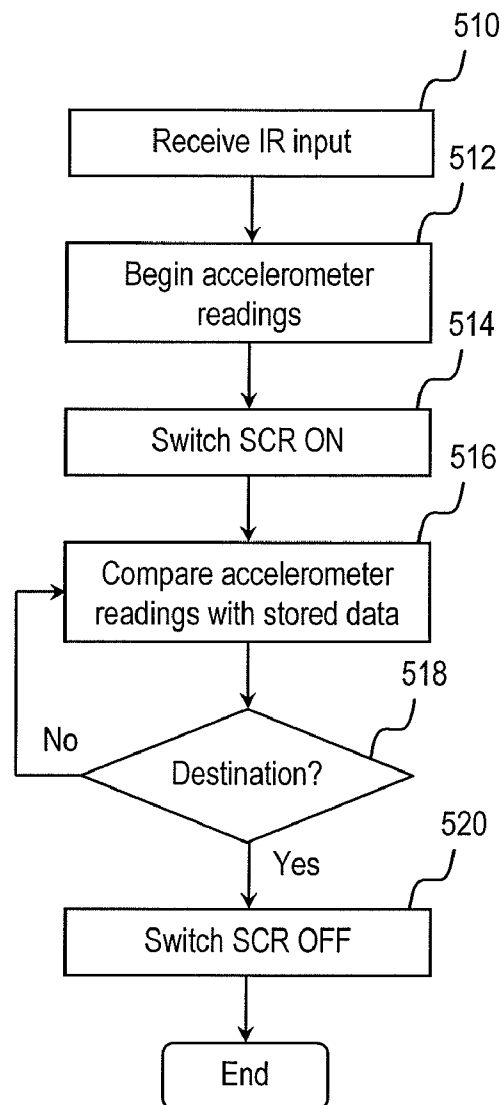 510
Receive IR input
512
Begin accelerometer
readings
514
Switch SCR ON
516
Compare accelerometer
readings with stored data
518
No
Destination?
520
Yes
Switch SCR OFF
End